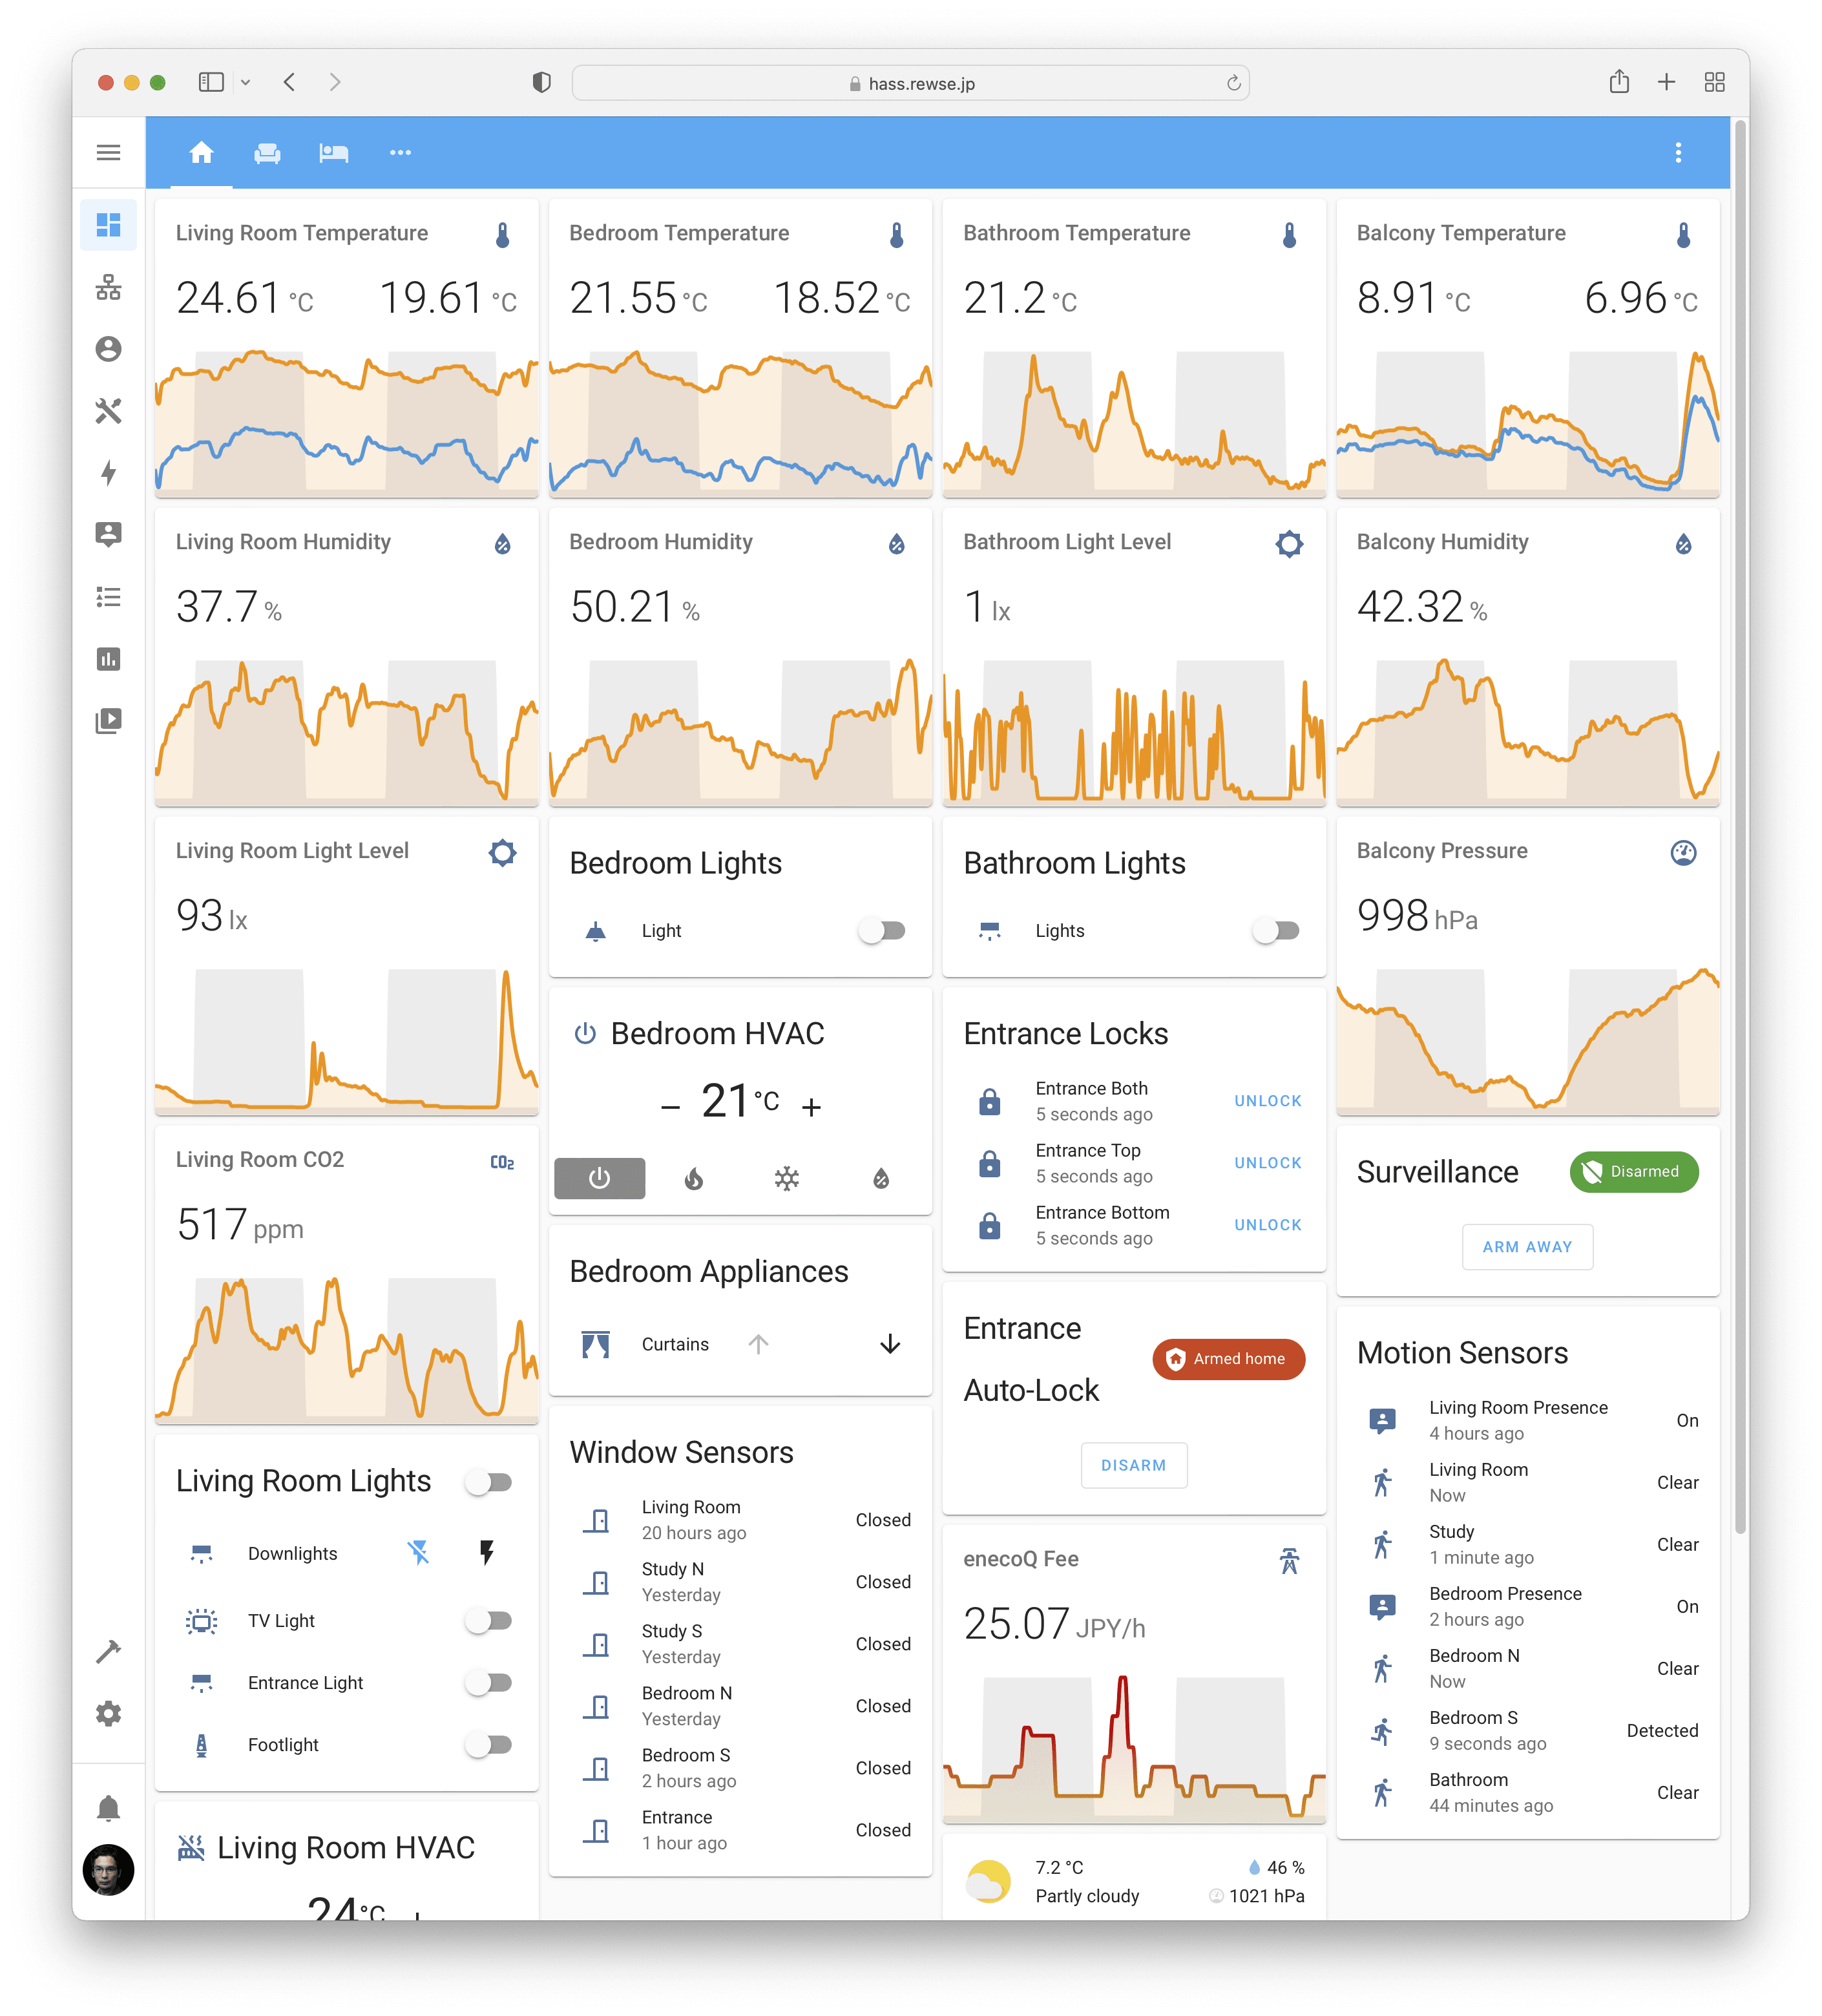 hass.rewse.jp
Living Room Temperature
24.61 °C 19.61 °C
Bedroom Temperature
21.55 °C 18.52 °C
Bathroom Temperature
21.2 °C
Balcony Temperature
8.91 °C 6.96 °C
Living Room Humidity
37.7 %
Bedroom Humidity
50.21 %
Bathroom Light Level
1 lx
Balcony Humidity
42.32 %
Living Room Light Level
93 lx
Living Room CO2
CO2
517 ppm
Living Room Lights
Downlights
TV Light
Entrance Light
Footlight
Living Room HVAC
24 °C +
Bedroom Lights
Light
Bedroom HVAC
− 21 °C +
Bedroom Appliances
Curtains
Window Sensors
Living Room
20 hours ago
Closed
Study N
Yesterday
Closed
Study S
Yesterday
Closed
Bedroom N
Yesterday
Closed
Bedroom S
2 hours ago
Closed
Entrance
1 hour ago
Closed
Bathroom Lights
Lights
Entrance Locks
Entrance Both
5 seconds ago
UNLOCK
Entrance Top
5 seconds ago
UNLOCK
Entrance Bottom
5 seconds ago
UNLOCK
Entrance
Auto-Lock
Armed home
DISARM
enecoQ Fee
25.07 JPY/h
7.2 °C 46 %
Partly cloudy 1021 hPa
Balcony Pressure
998 hPa
Surveillance
Disarmed
ARM AWAY
Motion Sensors
Living Room Presence
4 hours ago
On
Living Room
Now
Clear
Study
1 minute ago
Clear
Bedroom Presence
2 hours ago
On
Bedroom N
Now
Clear
Bedroom S
9 seconds ago
Detected
Bathroom
44 minutes ago
Clear